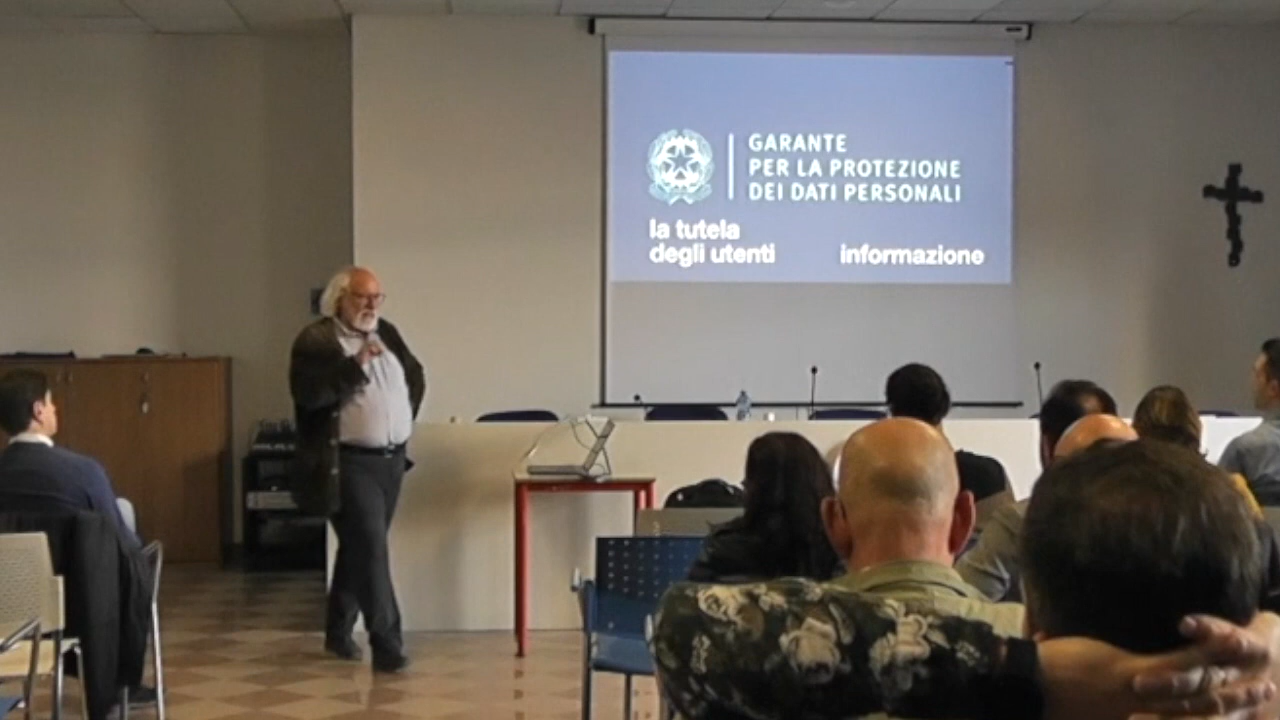 GARANTE
PER LA PROTEZIONE
DEI DATI PERSONALI
la tutela
degli utenti
informazione